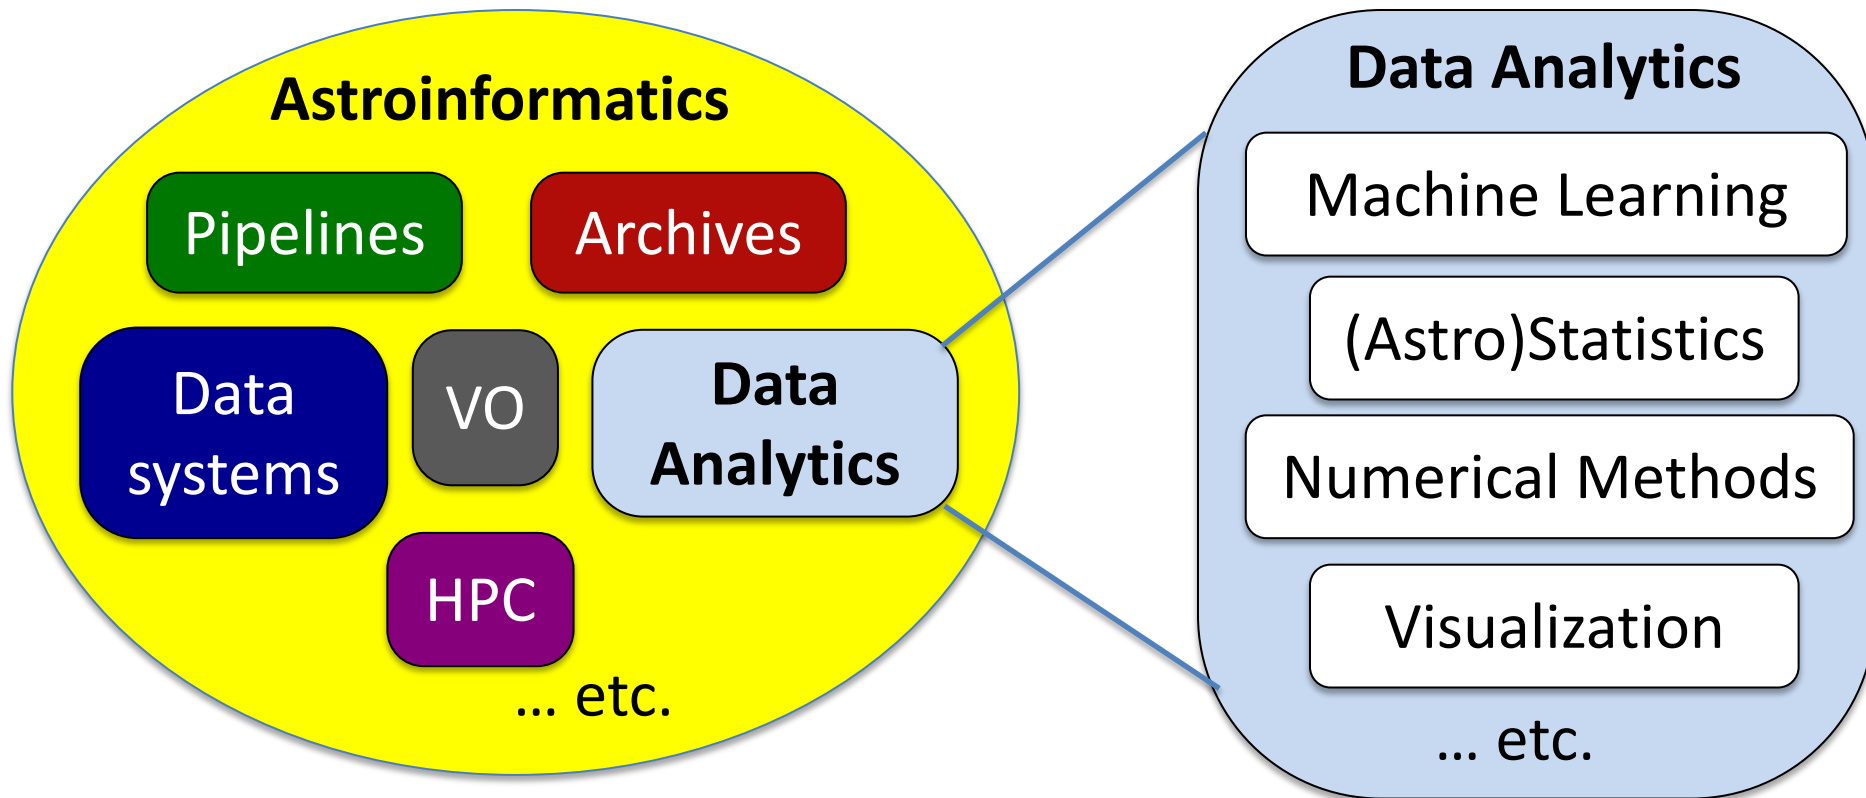 Astroinformatics
Pipelines
Archives
Data
systems
VO
Data
Analytics
HPC
... etc.
Data Analytics
Machine Learning
(Astro)Statistics
Numerical Methods
Visualization
... etc.